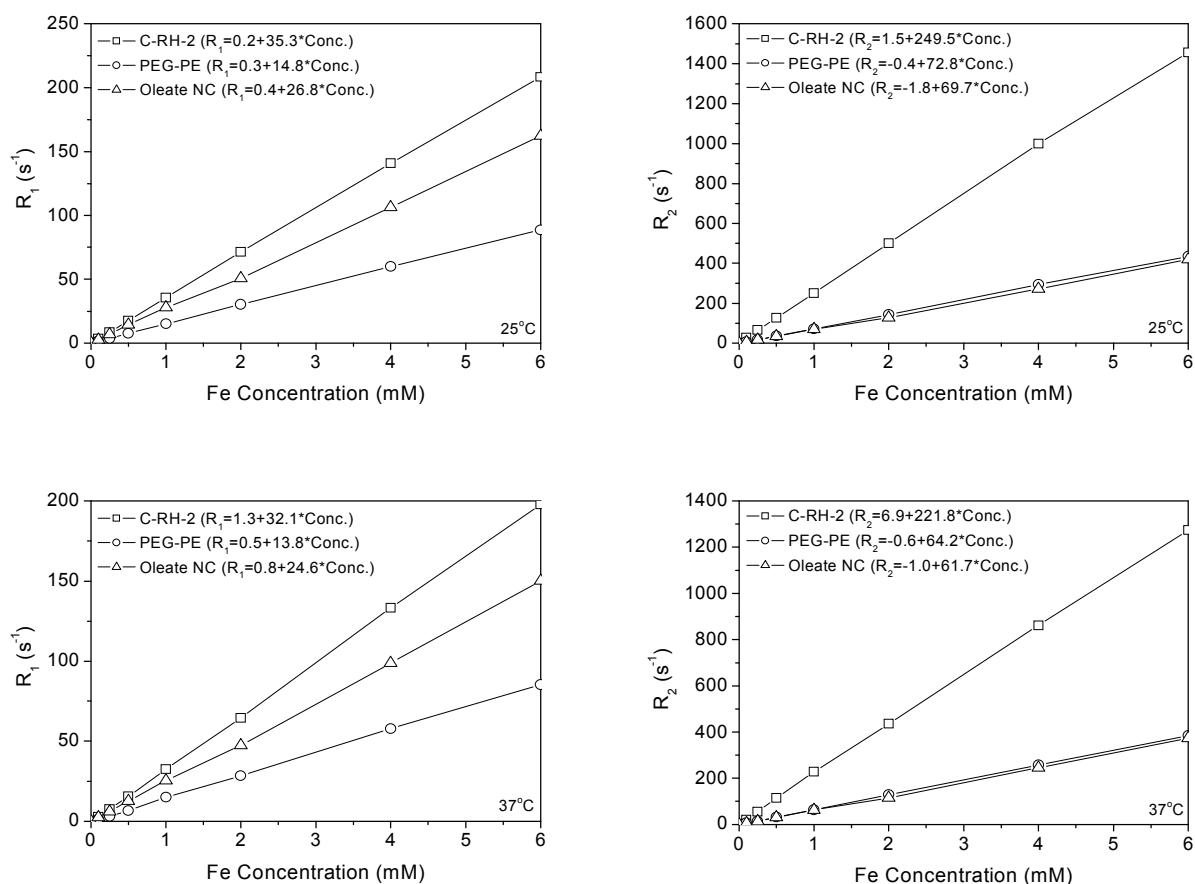 250
200
150
100
50
0
R₁ (s⁻¹)
C-RH-2 (R₁=0.2+35.3*Conc.)
PEG-PE (R₁=0.3+14.8*Conc.)
Oleate NC (R₁=0.4+26.8*Conc.)
25°C
0 1 2 3 4 5 6
Fe Concentration (mM)
1600
1400
1200
1000
800
600
400
200
0
R₂ (s⁻¹)
C-RH-2 (R₂=1.5+249.5*Conc.)
PEG-PE (R₂=-0.4+72.8*Conc.)
Oleate NC (R₂=-1.8+69.7*Conc.)
25°C
0 1 2 3 4 5 6
Fe Concentration (mM)
200
150
100
50
0
R₁ (s⁻¹)
C-RH-2 (R₁=1.3+32.1*Conc.)
PEG-PE (R₁=0.5+13.8*Conc.)
Oleate NC (R₁=0.8+24.6*Conc.)
37°C
0 1 2 3 4 5 6
Fe Concentration (mM)
1400
1200
1000
800
600
400
200
0
R₂ (s⁻¹)
C-RH-2 (R₂=6.9+221.8*Conc.)
PEG-PE (R₂=-0.6+64.2*Conc.)
Oleate NC (R₂=-1.0+61.7*Conc.)
37°C
0 1 2 3 4 5 6
Fe Concentration (mM)